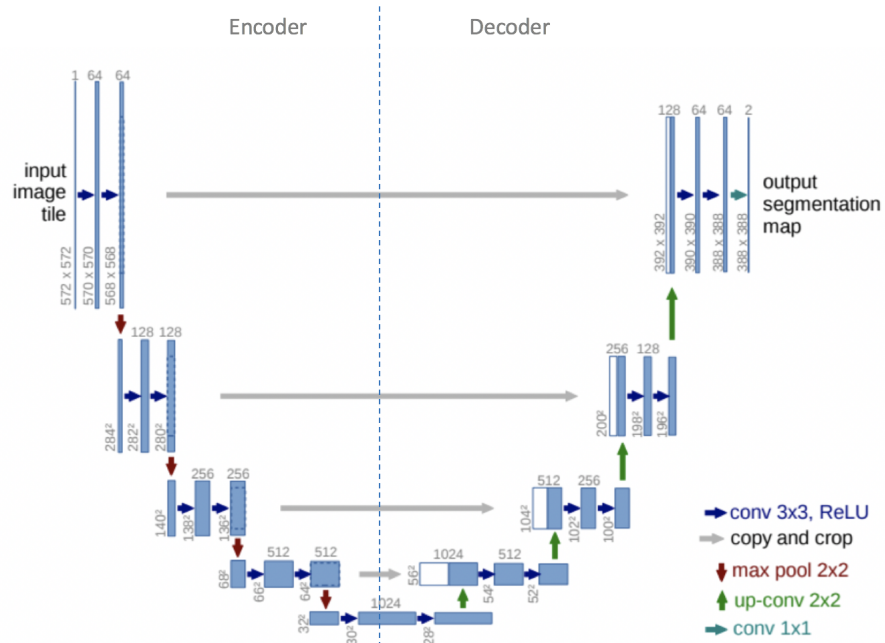 Encoder
Decoder
1 64 64
128 64 64 2
input
image
tile
output
segmentation
map
572 x 572
570 x 570
568 x 568
392 x 392
390 x 390
388 x 388
388 x 388
128 128
256 128
284²
282²
280²
200²
198²
196²
256 256
512 256
140²
138²
136²
104²
102²
100²
512 512
1024 512
68²
66²
64²
56²
54²
52²
1024
32²
30²
28²
conv 3x3, ReLU
copy and crop
max pool 2x2
up-conv 2x2
conv 1x1